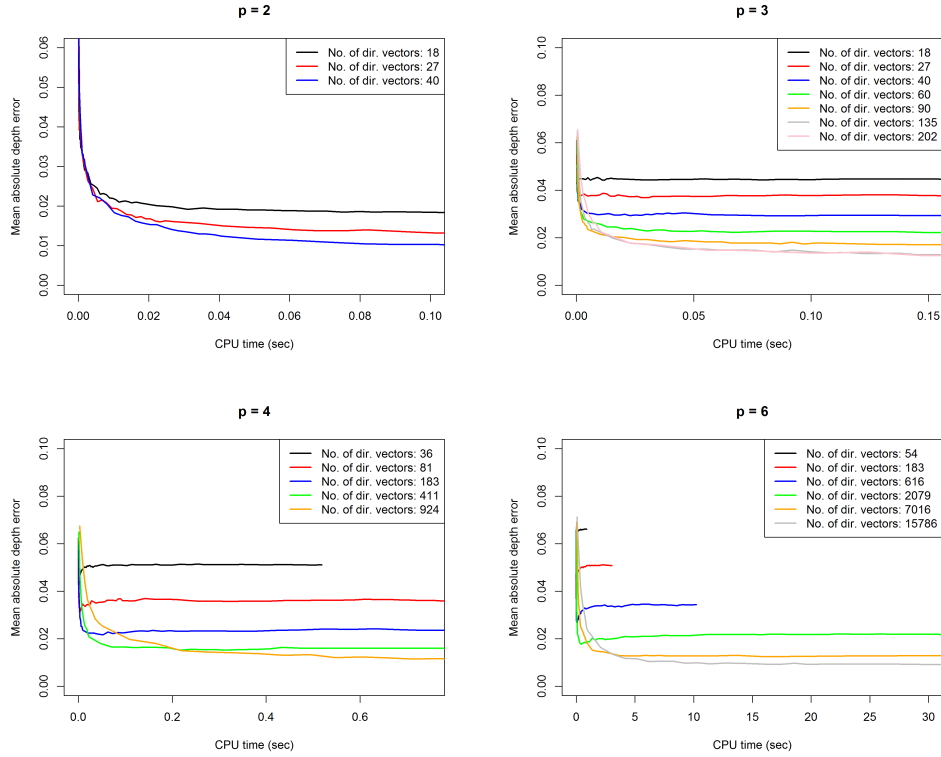 p = 2
Mean absolute depth error
0.00 0.01 0.02 0.03 0.04 0.05 0.06
No. of dir. vectors: 18
No. of dir. vectors: 27
No. of dir. vectors: 40
0.00 0.02 0.04 0.06 0.08 0.10
CPU time (sec)
p = 3
Mean absolute depth error
0.00 0.02 0.04 0.06 0.08 0.10
No. of dir. vectors: 18
No. of dir. vectors: 27
No. of dir. vectors: 40
No. of dir. vectors: 60
No. of dir. vectors: 90
No. of dir. vectors: 135
No. of dir. vectors: 202
0.00 0.05 0.10 0.15
CPU time (sec)
p = 4
Mean absolute depth error
0.00 0.02 0.04 0.06 0.08 0.10
No. of dir. vectors: 36
No. of dir. vectors: 81
No. of dir. vectors: 183
No. of dir. vectors: 411
No. of dir. vectors: 924
0.0 0.2 0.4 0.6
CPU time (sec)
p = 6
Mean absolute depth error
0.00 0.02 0.04 0.06 0.08 0.10
No. of dir. vectors: 54
No. of dir. vectors: 183
No. of dir. vectors: 616
No. of dir. vectors: 2079
No. of dir. vectors: 7016
No. of dir. vectors: 15786
0 5 10 15 20 25 30
CPU time (sec)